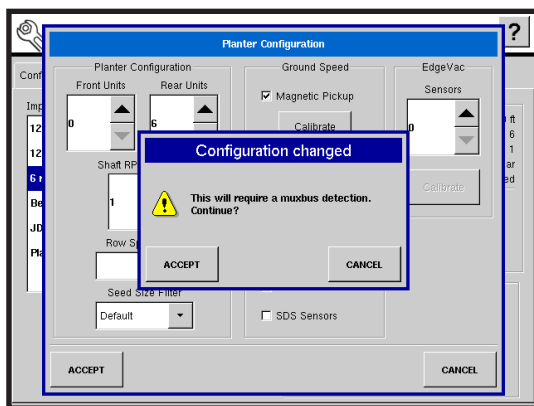 ?
Planter Configuration
Conf
Planter Configuration
Ground Speed
EdgeVac
Front Units
Rear Units
Magnetic Pickup
Sensors
Imp
0
6
Calibrate
0
ft
12
6
12
1
Configuration changed
ar
Shaft RP
6 r
ed
Calibrate
This will require a muxbus detection.
Continue?
Be
1
JD
Row Sp
Pla
ACCEPT
CANCEL
Seed Size Filter
Default
SDS Sensors
ACCEPT
CANCEL